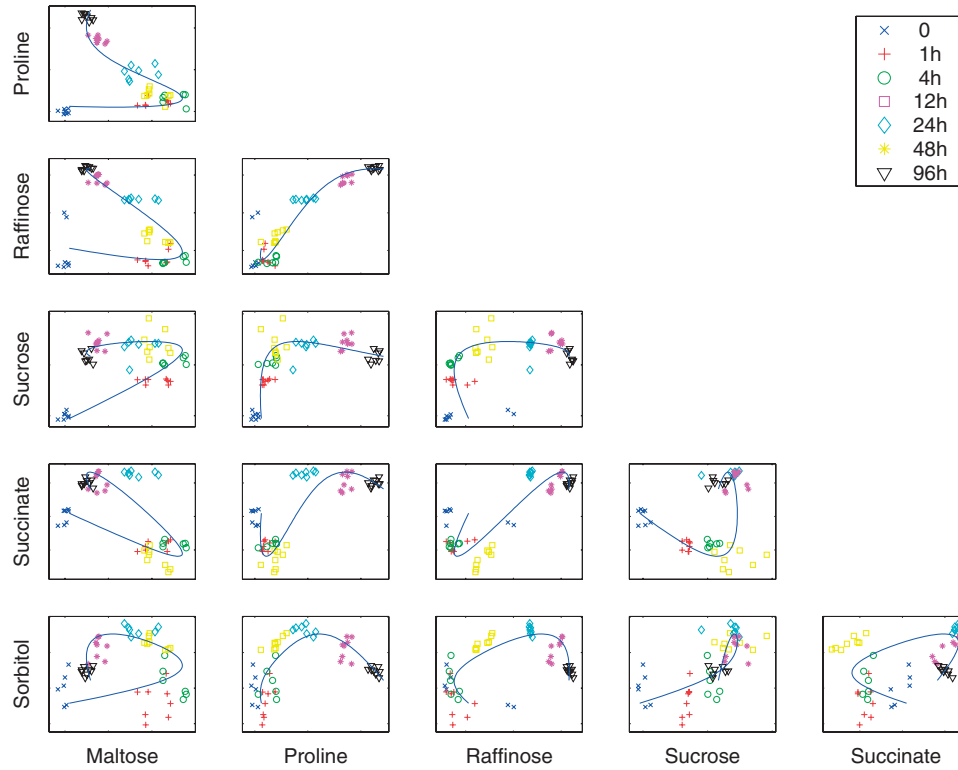 Proline
0
1h
4h
12h
24h
48h
96h
Raffinose
Sucrose
Succinate
Sorbitol
Maltose
Proline
Raffinose
Sucrose
Succinate